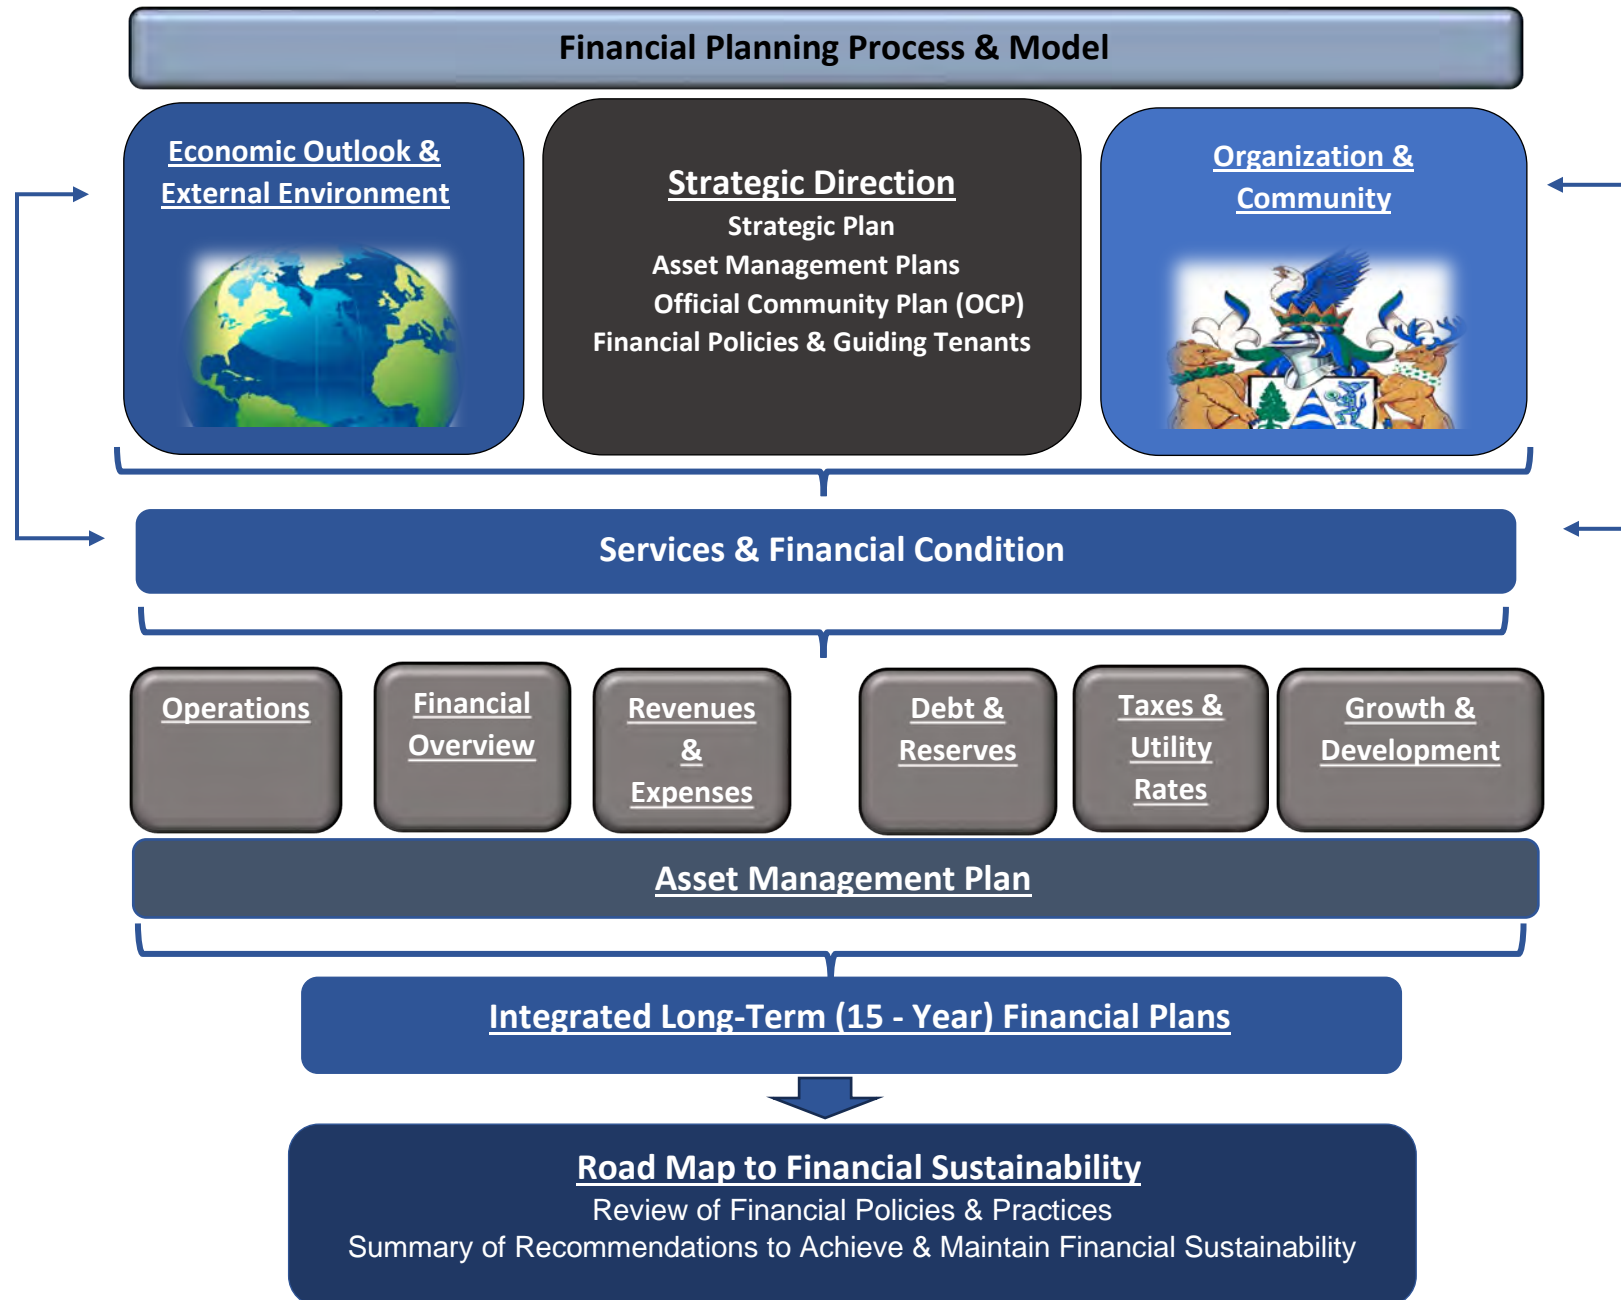 Financial Planning Process & Model
Economic Outlook &
External Environment
Strategic Direction
Strategic Plan
Asset Management Plans
Official Community Plan (OCP)
Financial Policies & Guiding Tenants
Organization &
Community
Services & Financial Condition
Operations
Financial
Overview
Revenues
&
Expenses
Debt &
Reserves
Taxes &
Utility
Rates
Growth &
Development
Asset Management Plan
Integrated Long-Term (15 - Year) Financial Plans
Road Map to Financial Sustainability
Review of Financial Policies & Practices
Summary of Recommendations to Achieve & Maintain Financial Sustainability